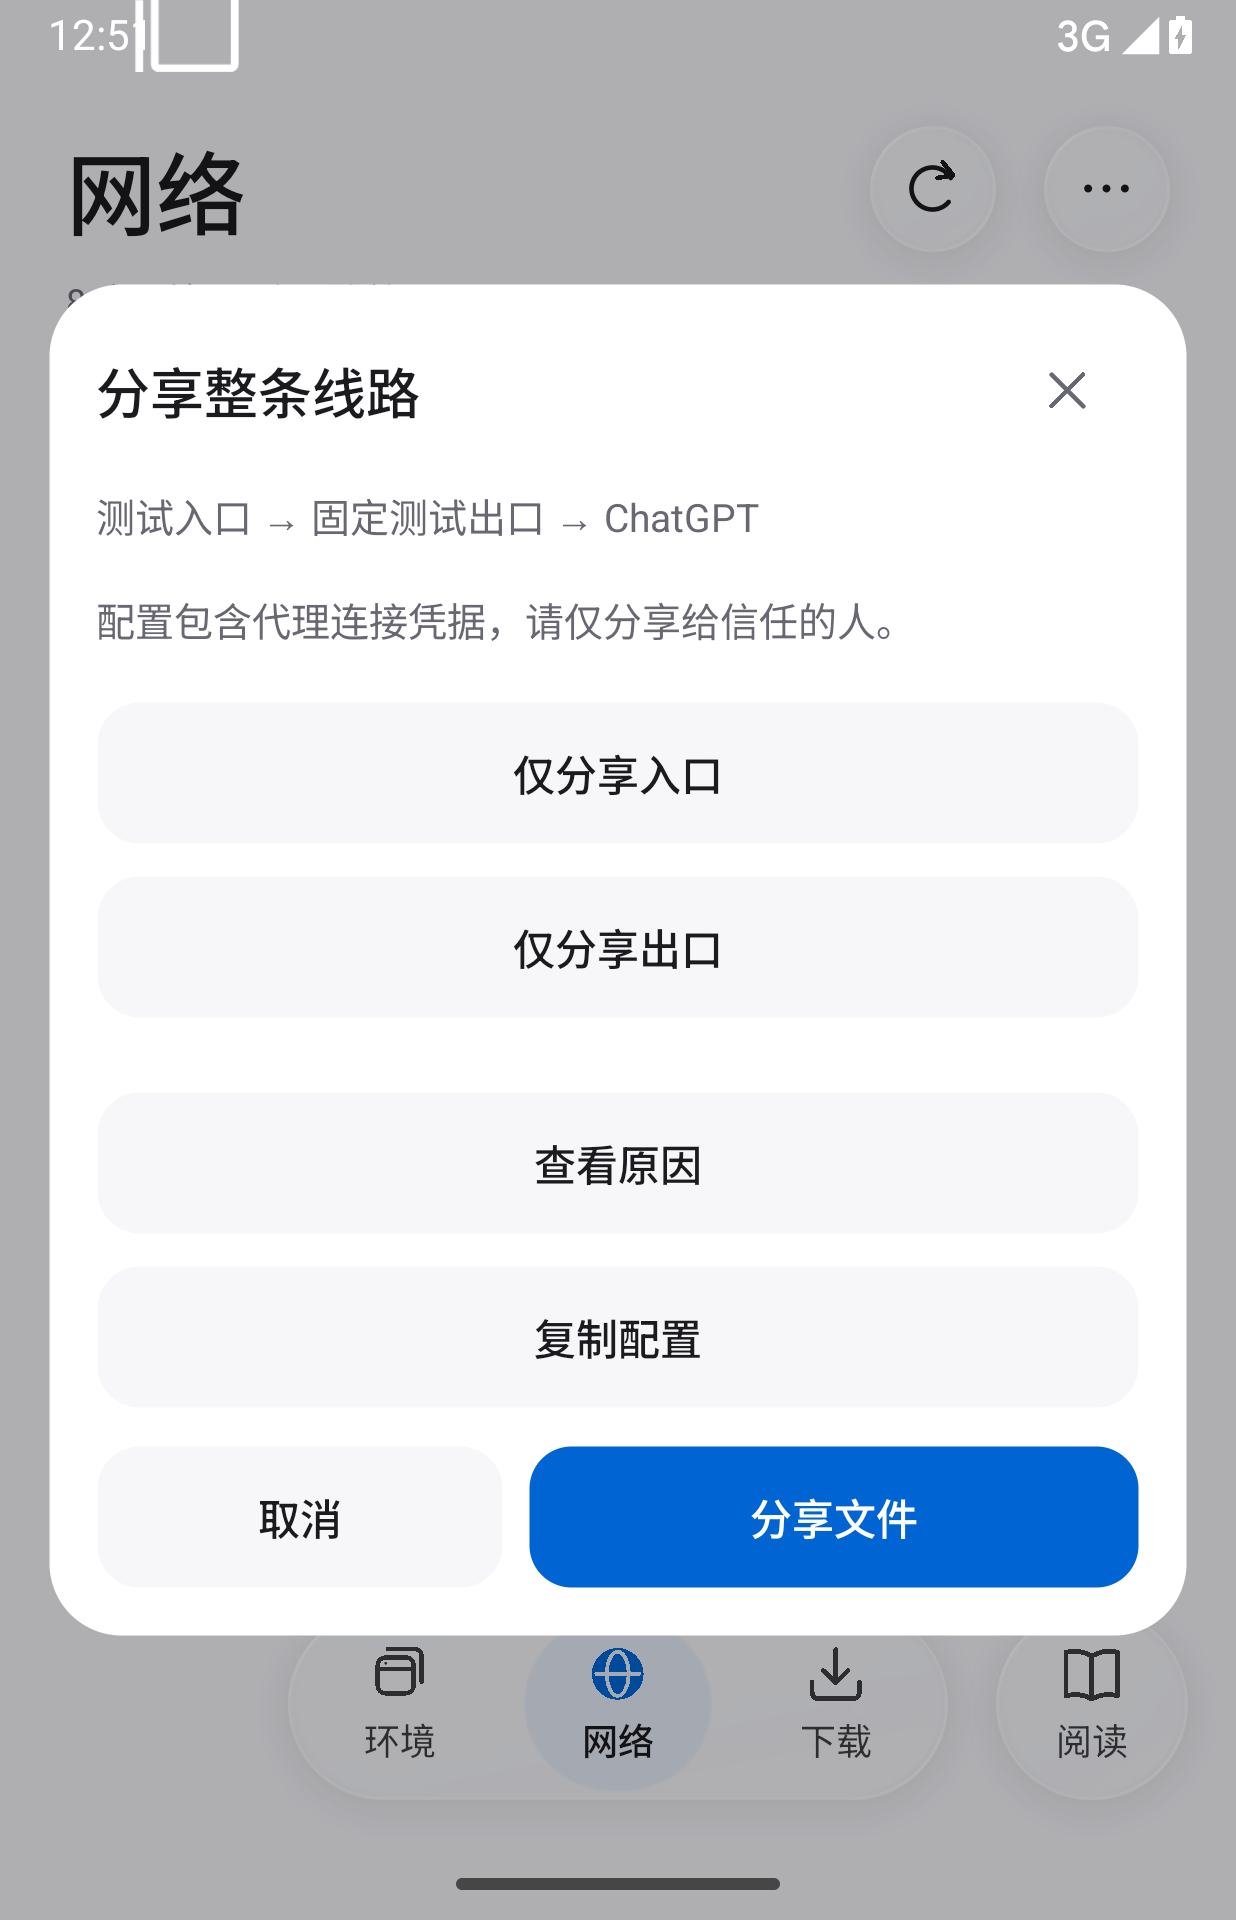 12:51
3G
网络
分享整条线路
测试入口 → 固定测试出口 → ChatGPT
配置包含代理连接凭据，请仅分享给信任的人。
仅分享入口
仅分享出口
查看原因
复制配置
取消
分享文件
环境
网络
下载
阅读